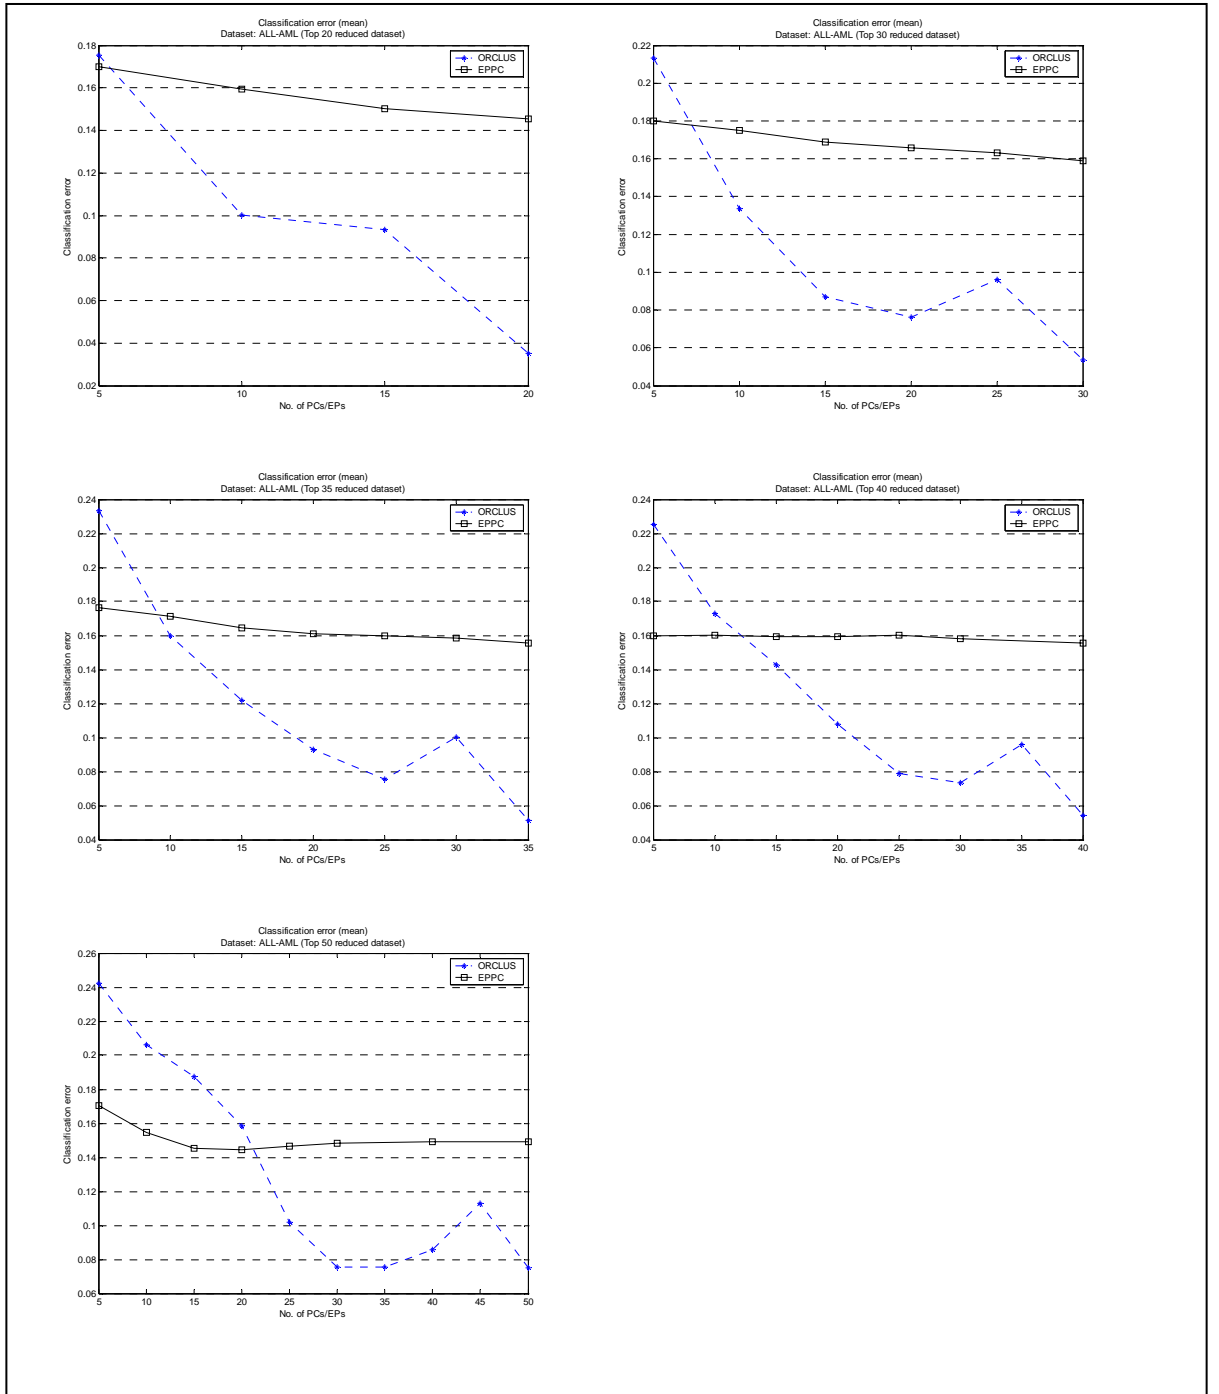 Classification error (mean)
Dataset: ALL-AML (Top 20 reduced dataset)
0.18
0.16
0.14
0.12
0.1
0.08
0.06
0.04
0.02
Classification error
5 10 15 20
No. of PCs/EPs
ORCLUS
EPPC
Classification error (mean)
Dataset: ALL-AML (Top 30 reduced dataset)
0.22
0.2
0.18
0.16
0.14
0.12
0.1
0.08
0.06
0.04
Classification error
5 10 15 20 25 30
No. of PCs/EPs
ORCLUS
EPPC
Classification error (mean)
Dataset: ALL-AML (Top 35 reduced dataset)
0.24
0.22
0.2
0.18
0.16
0.14
0.12
0.1
0.08
0.06
0.04
Classification error
5 10 15 20 25 30 35
No. of PCs/EPs
ORCLUS
EPPC
Classification error (mean)
Dataset: ALL-AML (Top 40 reduced dataset)
0.24
0.22
0.2
0.18
0.16
0.14
0.12
0.1
0.08
0.06
0.04
Classification error
5 10 15 20 25 30 35 40
No. of PCs/EPs
ORCLUS
EPPC
Classification error (mean)
Dataset: ALL-AML (Top 50 reduced dataset)
0.26
0.24
0.22
0.2
0.18
0.16
0.14
0.12
0.1
0.08
0.06
Classification error
5 10 15 20 25 30 35 40 45 50
No. of PCs/EPs
ORCLUS
EPPC